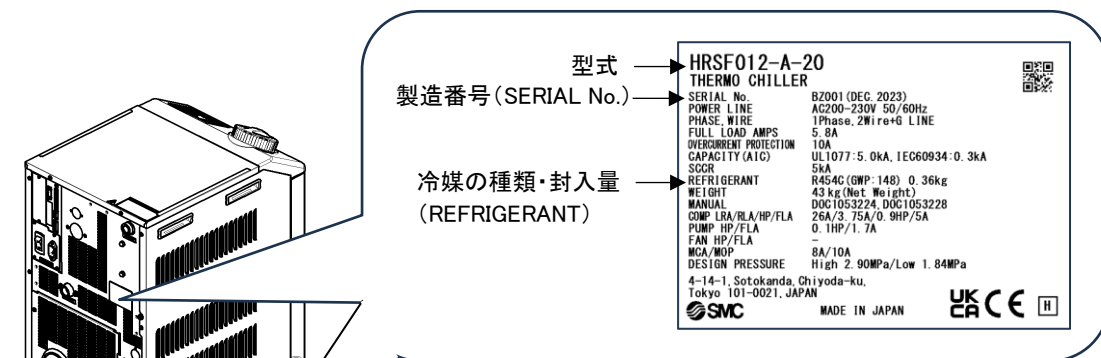 型式
製造番号(SERIAL No.)
冷媒の種類・封入量
(REFRIGERANT)
HRSF012-A-20
THERMO CHILLER
SERIAL No. BZ001(DEC. 2023)
POWER LINE AC200-230V 50/60Hz
PHASE,WIRE 1Phase,2Wire+G LINE
FULL LOAD AMPS 5.8A
OVERCURRENT PROTECTION 10A
CAPACITY(AIC) UL1077:5.0kA, IEC60934:0.3kA
SCCR 5kA
REFRIGERANT R454C(GWP:148) 0.36kg
WEIGHT 43kg(Net Weight)
MANUAL DOC1053224,DOC1053228
COMP LRA/RLA/HP/FLA 26A/3.75A/0.9HP/5A
PUMP HP/FLA 0.1HP/1.7A
FAN HP/FLA -
MCA/MOP 8A/10A
DESIGN PRESSURE High 2.90MPa/Low 1.84MPa
4-14-1, Sotokanda, Chiyoda-ku,
Tokyo 101-0021, JAPAN
SMC MADE IN JAPAN UK CA CE H